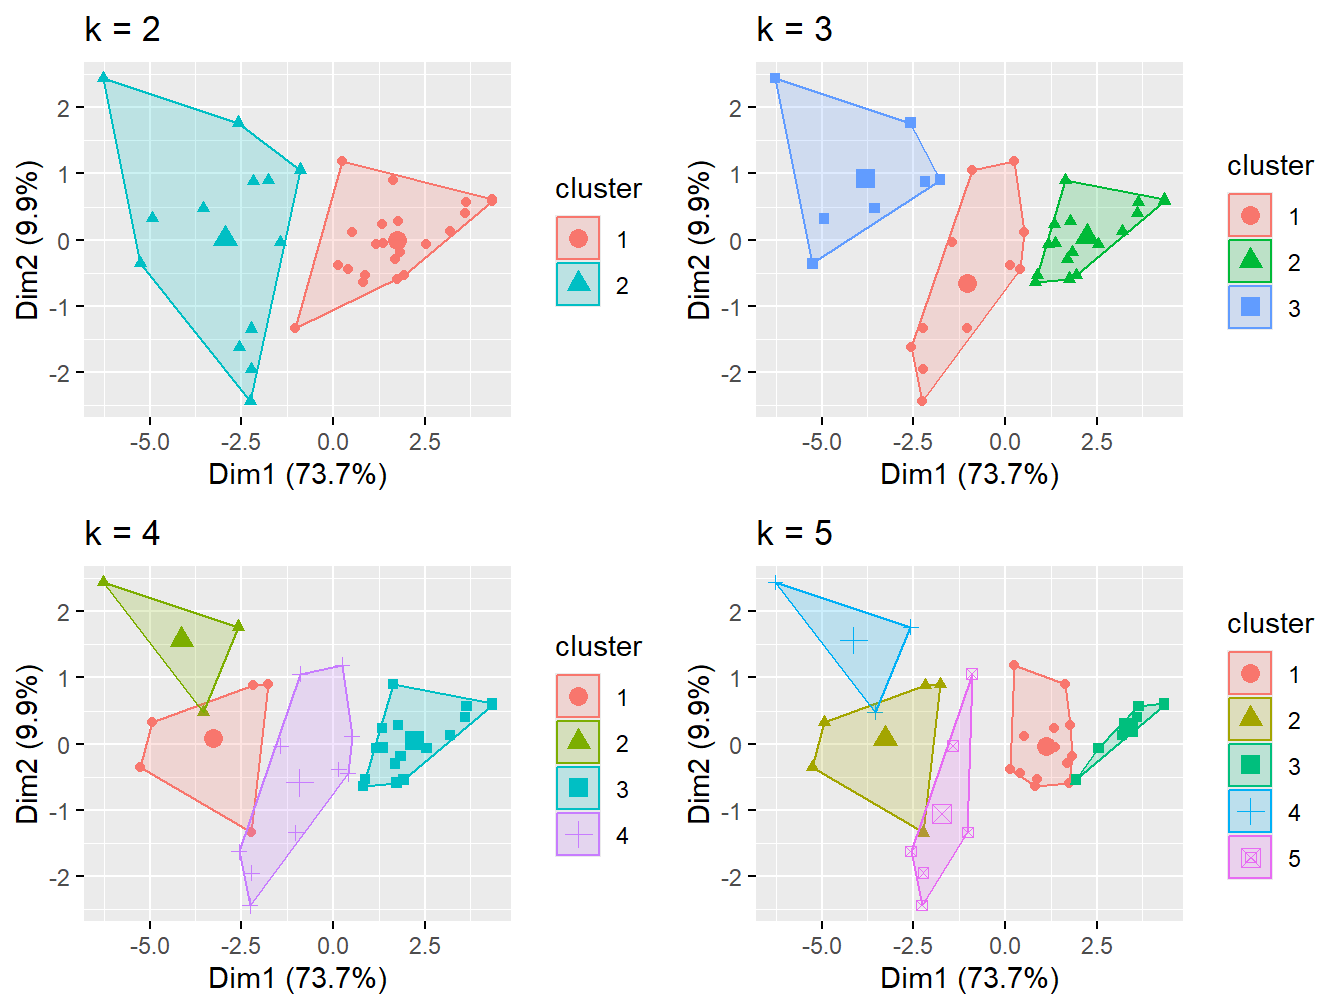 k = 2
2
1
0
-1
-2
Dim2 (9.9%)
-5.0 -2.5 0.0 2.5
Dim1 (73.7%)
cluster
1
2
k = 3
2
1
0
-1
-2
Dim2 (9.9%)
-5.0 -2.5 0.0 2.5
Dim1 (73.7%)
cluster
1
2
3
k = 4
2
1
0
-1
-2
Dim2 (9.9%)
-5.0 -2.5 0.0 2.5
Dim1 (73.7%)
cluster
1
2
3
4
k = 5
2
1
0
-1
-2
Dim2 (9.9%)
-5.0 -2.5 0.0 2.5
Dim1 (73.7%)
cluster
1
2
3
4
5